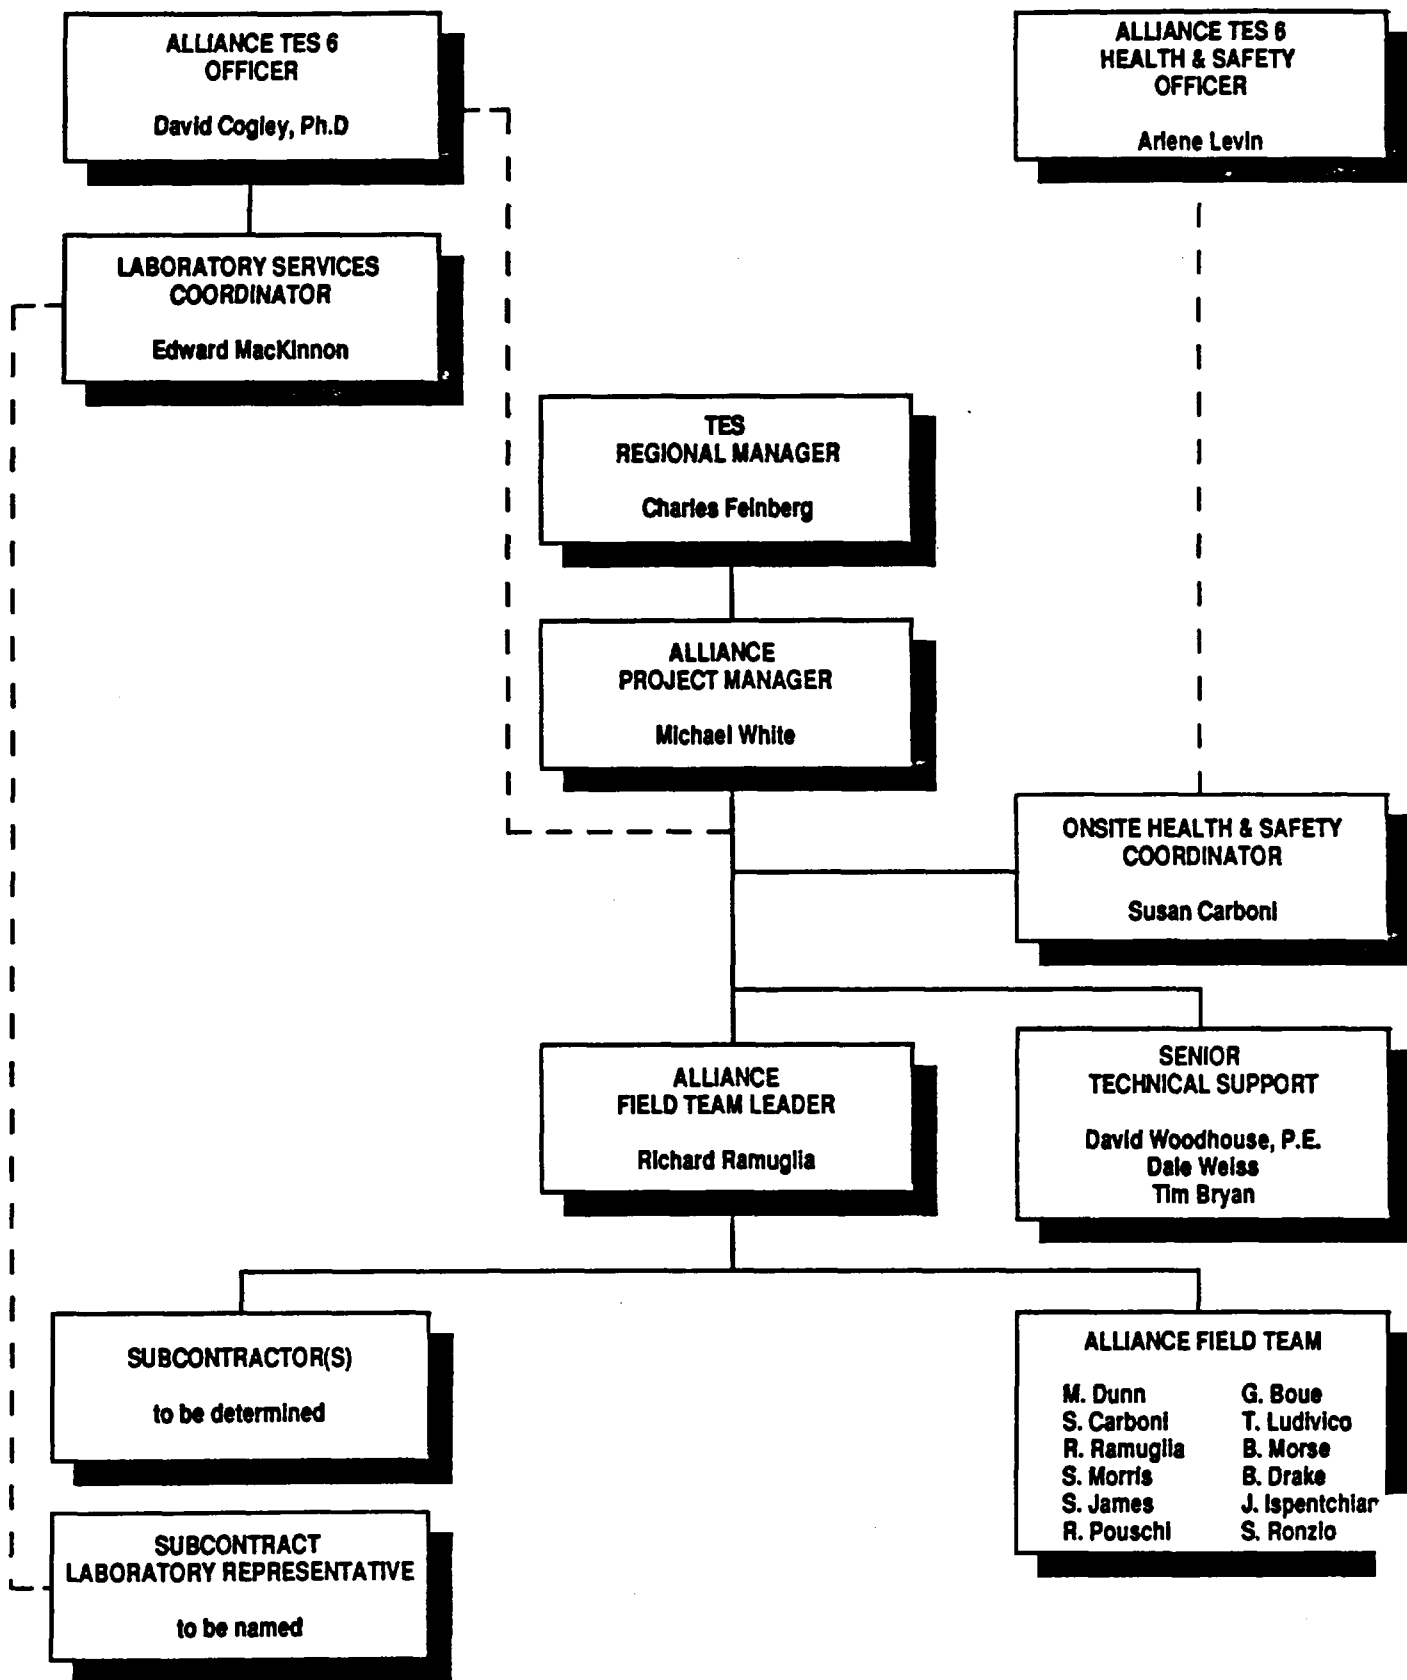 ALLIANCE TES 6
OFFICER
David Cogley, Ph.D
ALLIANCE TES 6
HEALTH & SAFETY
OFFICER
Arlene Levin
LABORATORY SERVICES
COORDINATOR
Edward MacKinnon
TES
REGIONAL MANAGER
Charles Feinberg
ALLIANCE
PROJECT MANAGER
Michael White
ONSITE HEALTH & SAFETY
COORDINATOR
Susan Carboni
ALLIANCE
FIELD TEAM LEADER
Richard Ramuglia
SENIOR
TECHNICAL SUPPORT
David Woodhouse, P.E.
Dale Weiss
Tim Bryan
SUBCONTRACTOR(S)
to be determined
ALLIANCE FIELD TEAM
M. Dunn G. Boue
S. Carboni T. Ludivico
R. Ramuglia B. Morse
S. Morris B. Drake
S. James J. Ispentchian
R. Pouschi S. Ronzio
SUBCONTRACT
LABORATORY REPRESENTATIVE
to be named